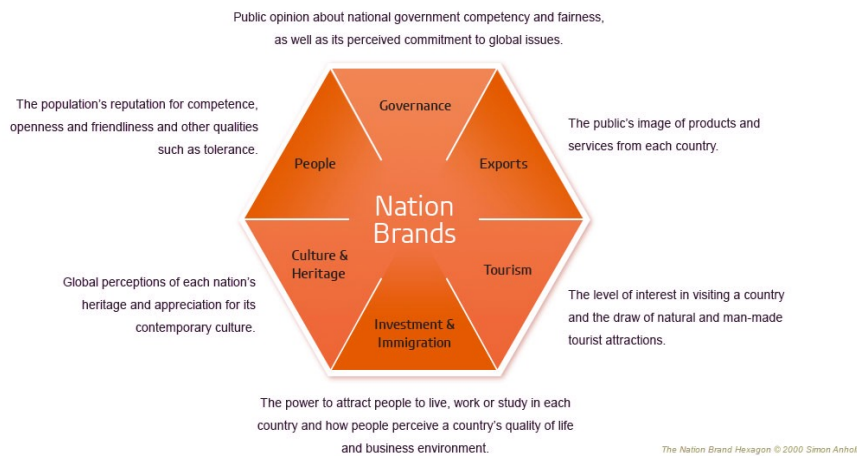 Public opinion about national government competency and fairness,
as well as its perceived commitment to global issues.
Governance
The population's reputation for competence,
openness and friendliness and other qualities
such as tolerance.
People
Exports
The public's image of products and
services from each country.
Nation
Brands
Culture &
Heritage
Tourism
Global perceptions of each nation's
heritage and appreciation for its
contemporary culture.
The level of interest in visiting a country
and the draw of natural and man-made
tourist attractions.
Investment &
Immigration
The power to attract people to live, work or study in each
country and how people perceive a country's quality of life
and business environment.
The Nation Brand Hexagon © 2000 Simon Anhol